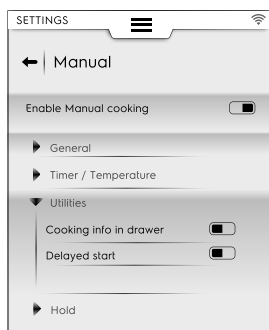 SETTINGS
Manual
Enable Manual cooking
General
Timer / Temperature
Utilities
Cooking info in drawer
Delayed start
Hold